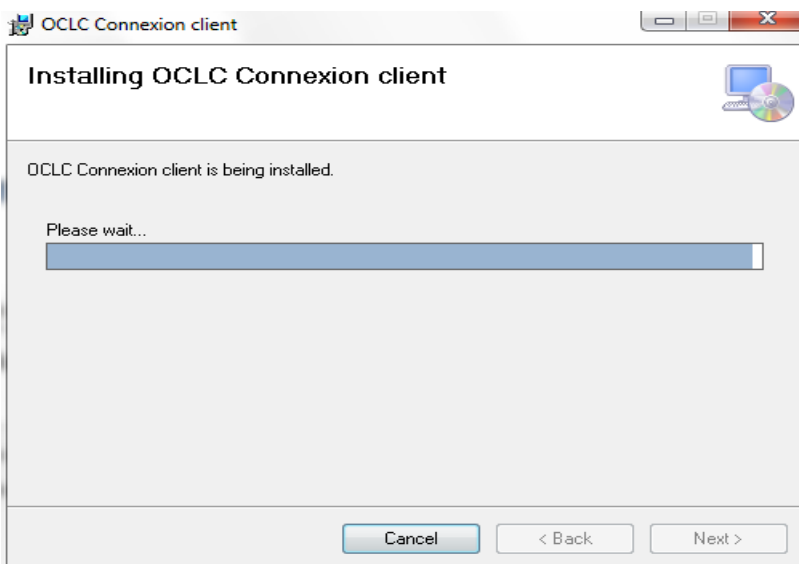 OCLC Connexion client
Installing OCLC Connexion client
OCLC Connexion client is being installed.
Please wait...
Cancel
< Back
Next >